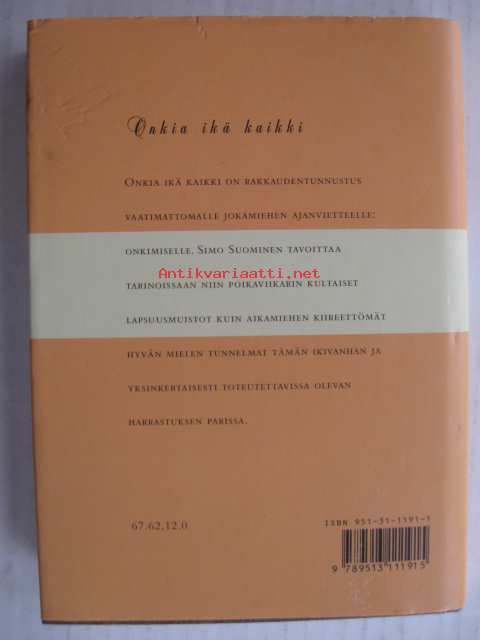 Onkia ikä kaikki
Onkia ikä kaikki on rakkaudentunnustus
vaatimattomalle jokamiehen ajanvietteelle:
onkimiselle. Simo Suominen tavoittaa
Antikvariaatti.net
tarinoissaan niin poikaviikarin kultaiset
lapsuusmuistot kuin aikamiehen kiireettömät
hyvän mielen tunnelmat tämän ikivanhan ja
yksinkertaisesti toteutettavissa olevan
harrastuksen parissa.
67.62,12.0
ISBN 951-31-1191-1
9 789513 111915